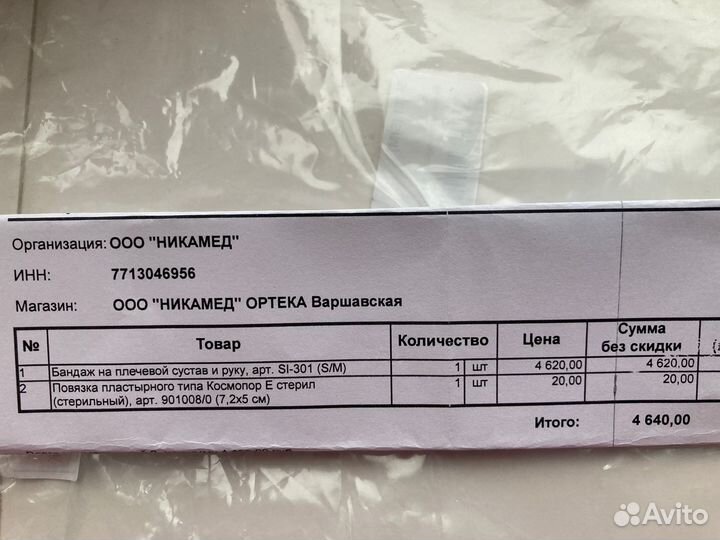 Организация: ООО "НИКАМЕД"
ИНН: 7713046956
Магазин: ООО "НИКАМЕД" ОРТЕКА Варшавская
№ Товар Количество Цена Сумма без скидки
1 Бандаж на плечевой сустав и руку, арт. SI-301 (S/M) 1 шт 4 620,00 4 620,00
2 Повязка пластырного типа Космопор Е стерил 1 шт 20,00 20,00
(стерильный), арт. 901008/0 (7,2x5 см)
Итого: 4 640,00
Avito